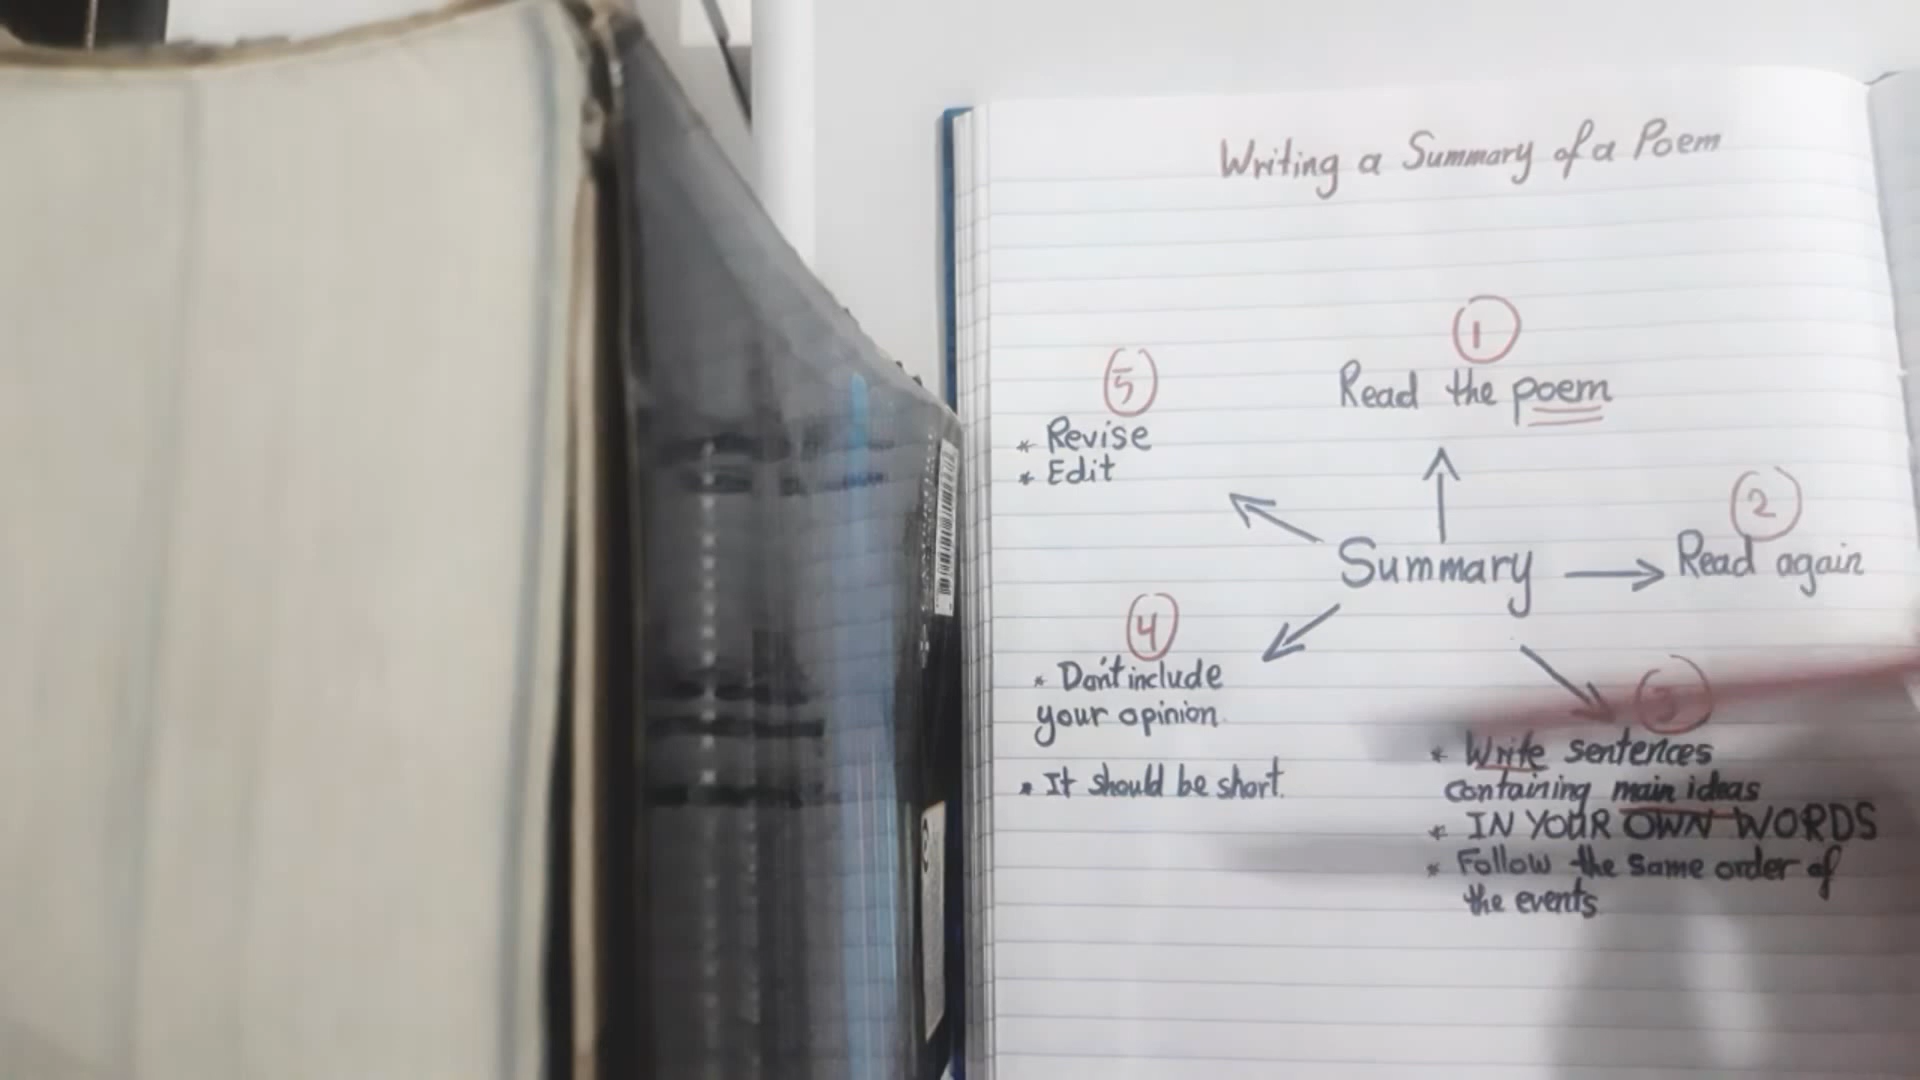 Writing a Summary of a Poem
1
Read the poem
2
Read again
Summary
3
* Write sentences
containing main ideas
* IN YOUR OWN WORDS
* Follow the same order of
the events
4
* Don't include
your opinion.
* It should be short.
5
* Revise
* Edit